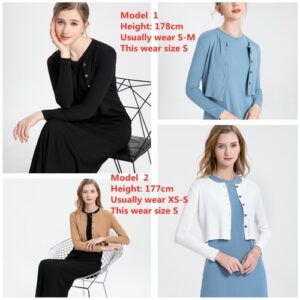 Model 1
Height: 178cm
Usually wear S-M
This wear size S
Model 2
Height: 177cm
Usually wear XS-S
This wear size S